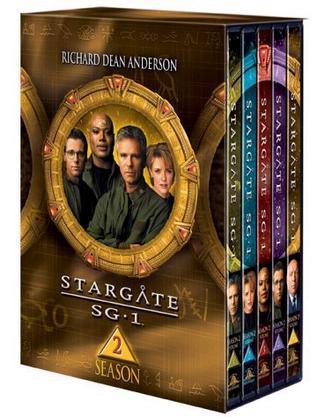 RICHARD DEAN ANDERSON
STARGATE
SG·1
2
SEASON
STARGATE SG·1
STARGATE SG·1
STARGATE SG·1
STARGATE SG·1
STARGATE SG·1